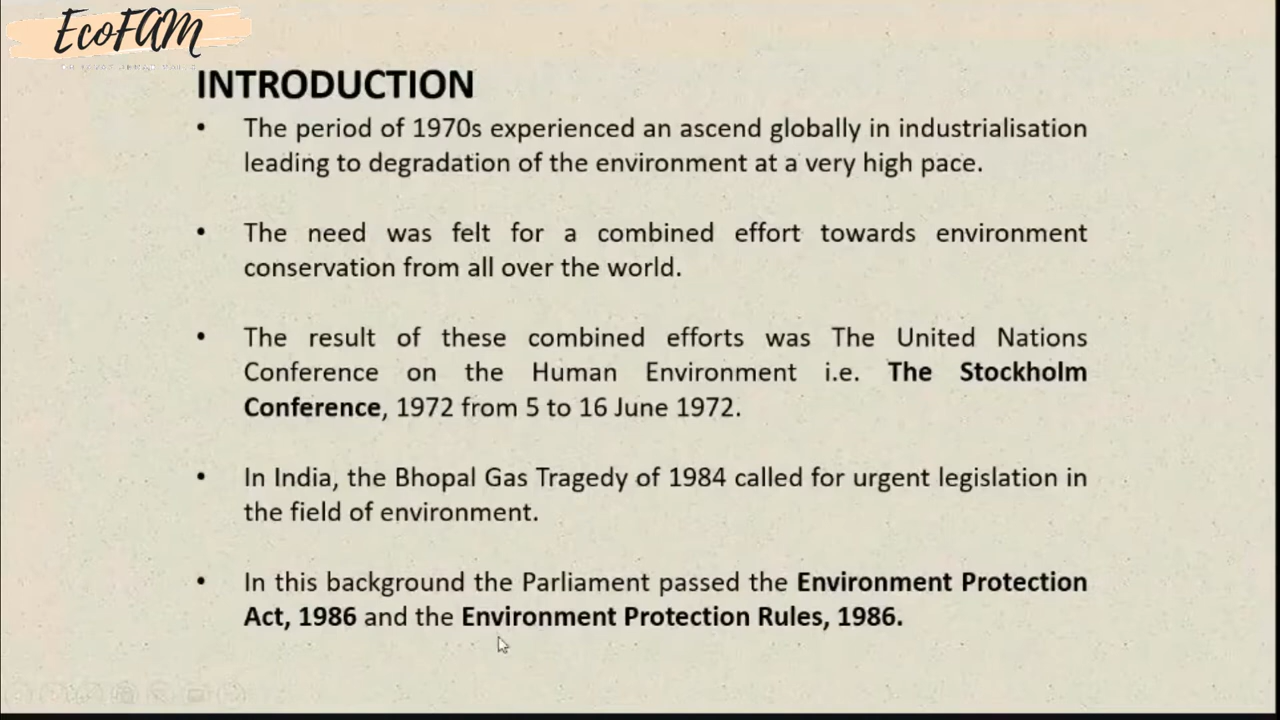 EcoFAM
INTRODUCTION
• The period of 1970s experienced an ascend globally in industrialisation
leading to degradation of the environment at a very high pace.
• The need was felt for a combined effort towards environment
conservation from all over the world.
• The result of these combined efforts was The United Nations
Conference on the Human Environment i.e. The Stockholm
Conference, 1972 from 5 to 16 June 1972.
• In India, the Bhopal Gas Tragedy of 1984 called for urgent legislation in
the field of environment.
• In this background the Parliament passed the Environment Protection
Act, 1986 and the Environment Protection Rules, 1986.